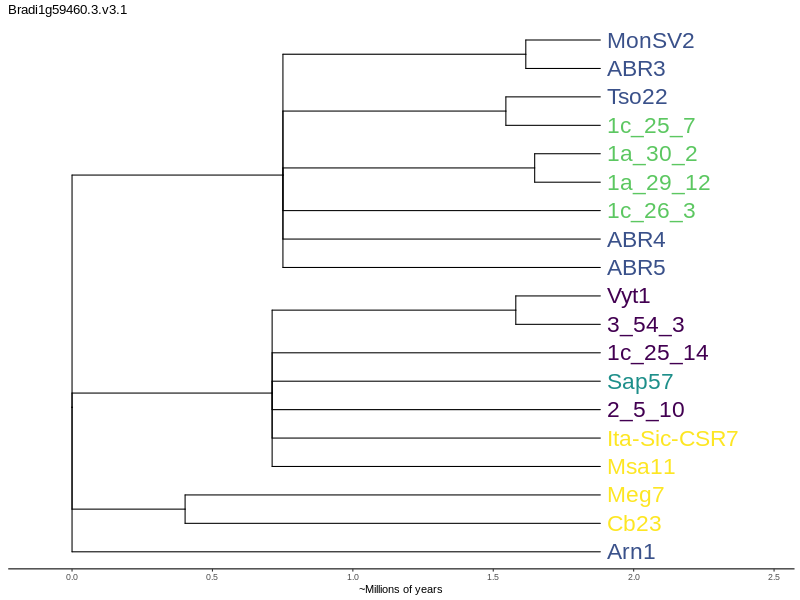 Bradi1g59460.3.v3.1
MonSV2
ABR3
Tso22
1c_25_7
1a_30_2
1a_29_12
1c_26_3
ABR4
ABR5
Vyt1
3_54_3
1c_25_14
Sap57
2_5_10
Ita-Sic-CSR7
Msa11
Meg7
Cb23
Arn1
0.0 0.5 1.0 1.5 2.0 2.5
~Millions of years